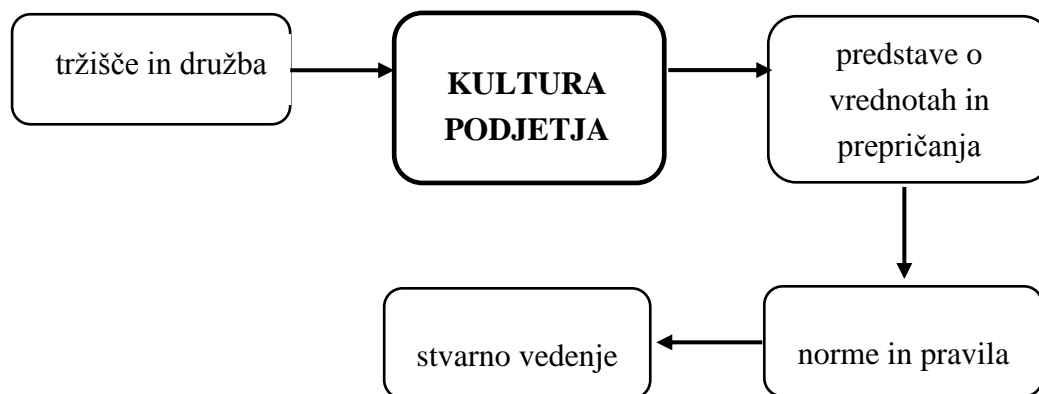 tržišče in družba
KULTURA
PODJETJA
predstave o
vrednotah in
prepričanja
norme in pravila
stvarno vedenje